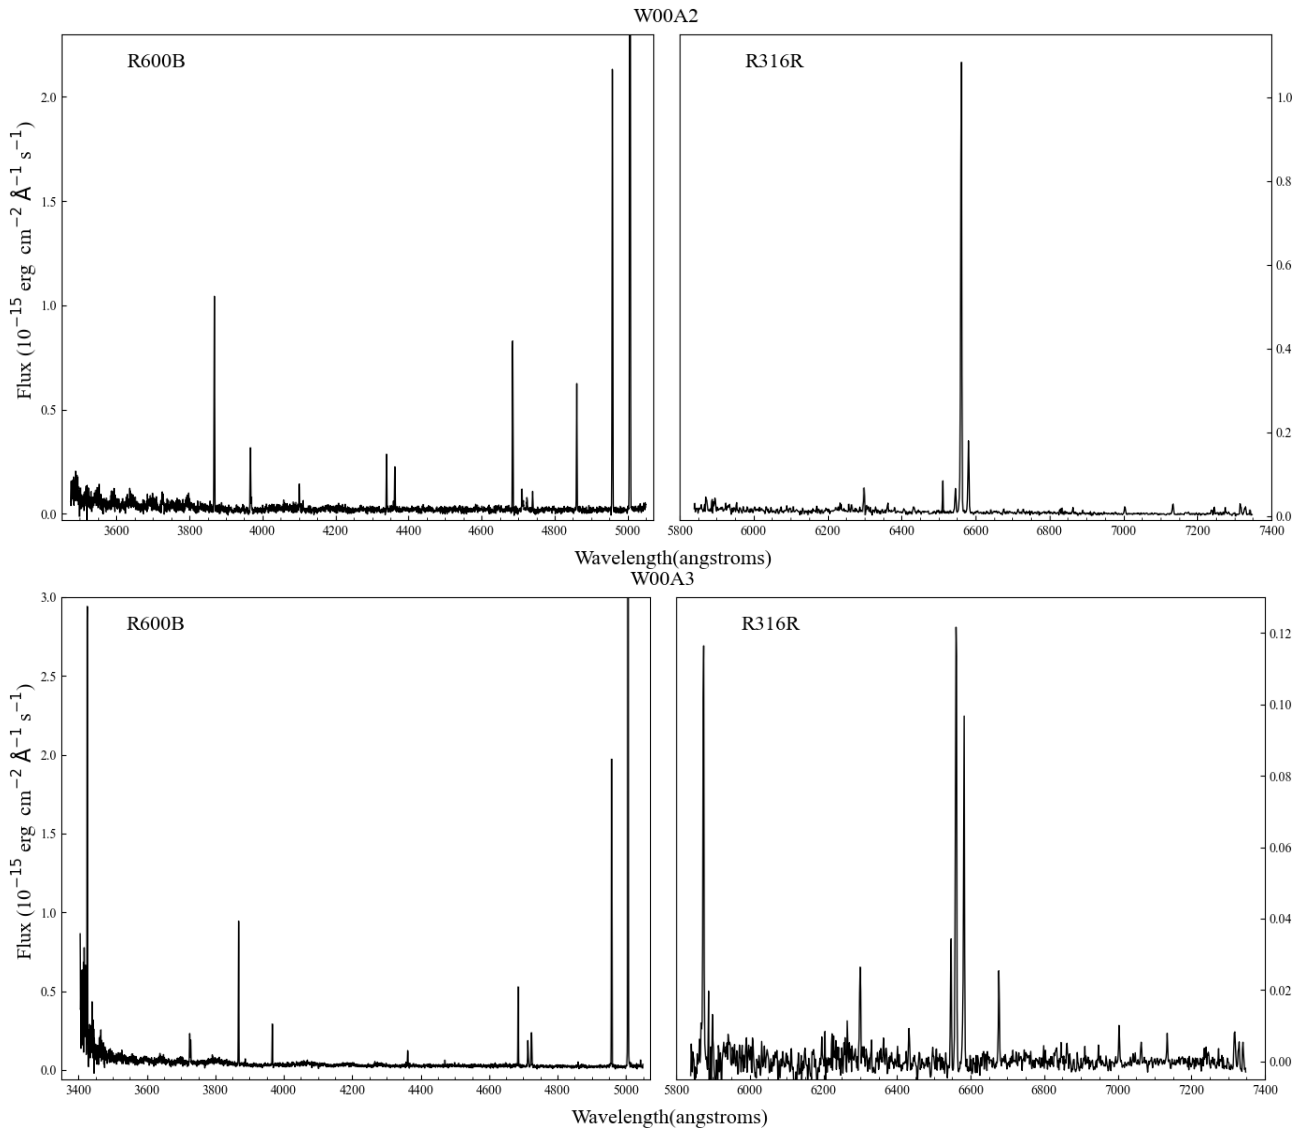 W00A2
R600B
R316R
Flux (10⁻¹⁵ erg cm⁻² Å⁻¹ s⁻¹)
2.0
1.5
1.0
0.5
0.0
1.0
0.8
0.6
0.4
0.2
0.0
3600 3800 4000 4200 4400 4600 4800 5000
5800 6000 6200 6400 6600 6800 7000 7200 7400
Wavelength(angstroms)
W00A3
R600B
R316R
Flux (10⁻¹⁵ erg cm⁻² Å⁻¹ s⁻¹)
3.0
2.5
2.0
1.5
1.0
0.5
0.0
0.12
0.10
0.08
0.06
0.04
0.02
0.00
3400 3600 3800 4000 4200 4400 4600 4800 5000
5800 6000 6200 6400 6600 6800 7000 7200 7400
Wavelength(angstroms)